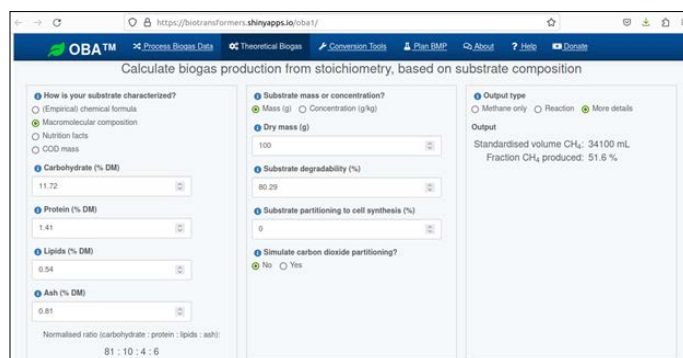 https://biotransformers.shinyapps.io/oba1/
OBA™
Process Biogas Data
Theoretical Biogas
Conversion Tools
Plan BMP
About
? Help
Donate
Calculate biogas production from stoichiometry, based on substrate composition
How is your substrate characterized?
(Empirical) chemical formula
Macromolecular composition
Nutrition facts
COD mass
Carbohydrate (% DM)
11.72
Protein (% DM)
1.41
Lipids (% DM)
0.54
Ash (% DM)
0.81
Normalised ratio (carbohydrate : protein : lipids : ash):
81 : 10 : 4 : 6
Substrate mass or concentration?
Mass (g) Concentration (g/kg)
Dry mass (g)
100
Substrate degradability (%)
80.29
Substrate partitioning to cell synthesis (%)
0
Simulate carbon dioxide partitioning?
No Yes
Output type
Methane only Reaction More details
Output
Standardised volume CH₄: 34100 mL
Fraction CH₄ produced: 51.6 %